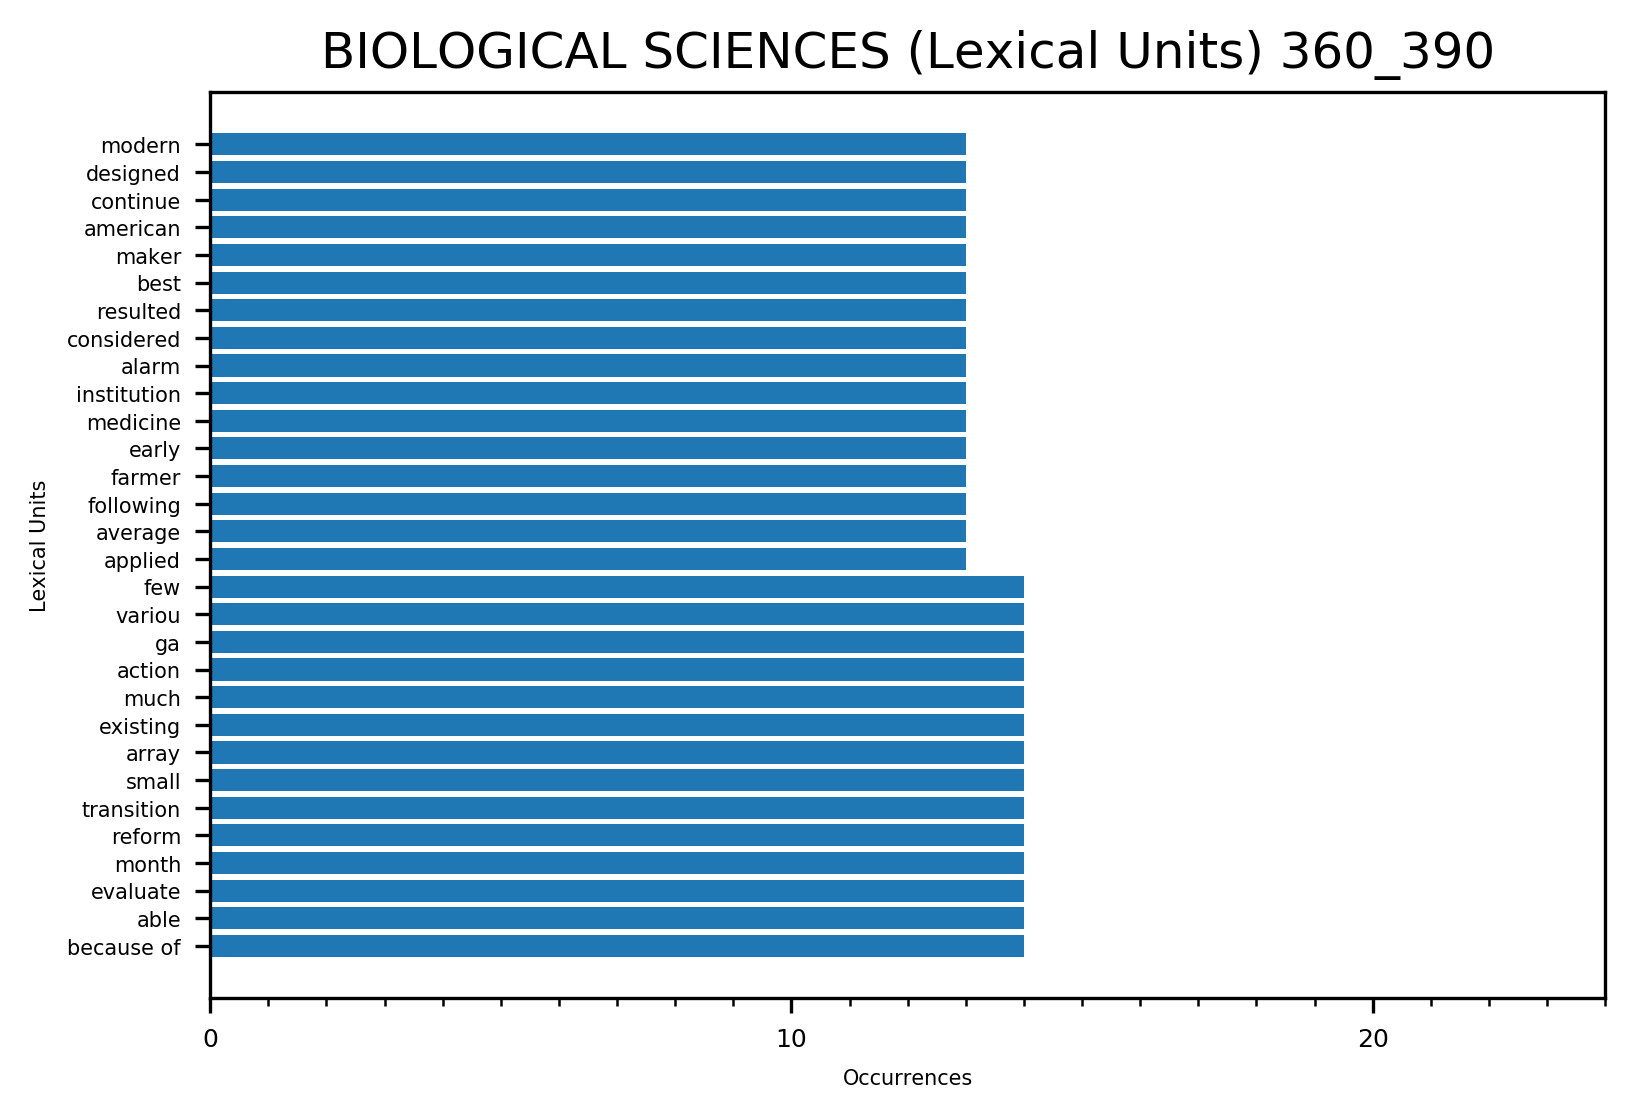 BIOLOGICAL SCIENCES (Lexical Units) 360_390
modern
designed
continue
american
maker
best
resulted
considered
alarm
institution
medicine
early
farmer
following
average
applied
few
variou
ga
action
much
existing
array
small
transition
reform
month
evaluate
able
because of
Lexical Units
0 10 20
Occurrences